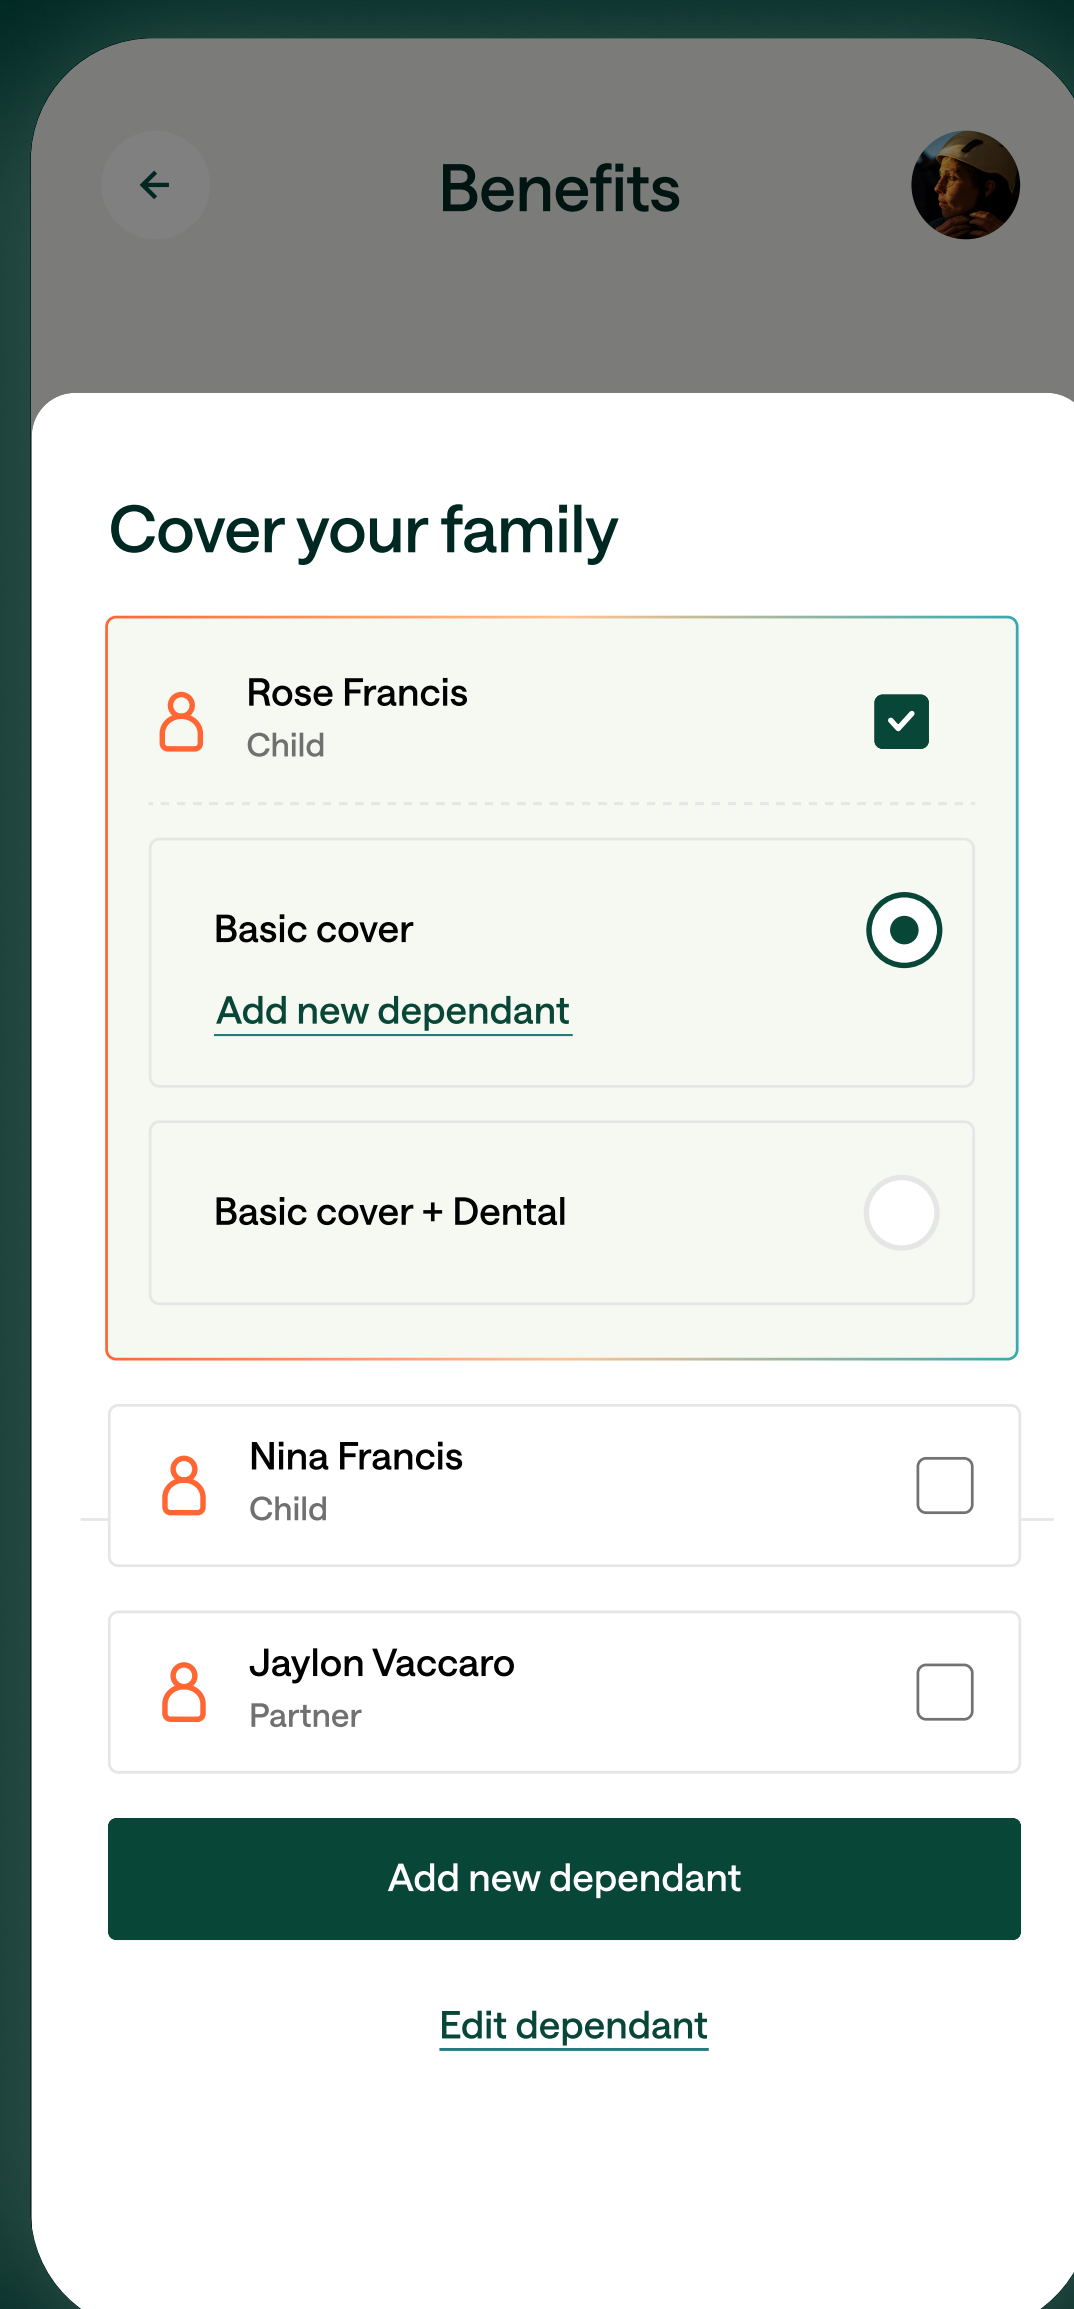 Benefits
Cover your family
Rose Francis
Child
Basic cover
Add new dependant
Basic cover + Dental
Nina Francis
Child
Jaylon Vaccaro
Partner
Add new dependant
Edit dependant